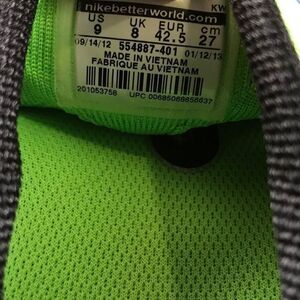 nikebetterworld.com KW
US UK EUR cm
9 8 42.5 27
09/14/12 554887-401 01/12/13
MADE IN VIETNAM
FABRIQUE AU VIETNAM
201053758 UPC